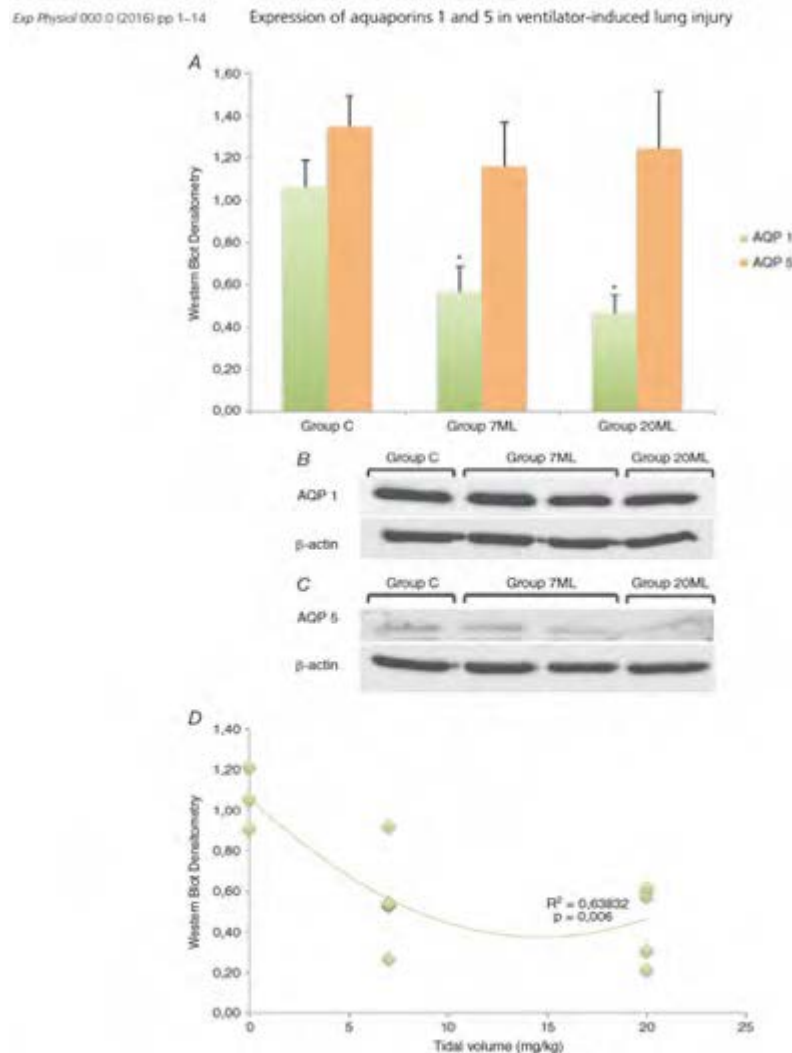 Exp Physiol 000.0 (2016) pp 1–14
Expression of aquaporins 1 and 5 in ventilator-induced lung injury
A
1,60
1,40
1,20
1,00
0,80
0,60
0,40
0,20
0,00
Western Blot Densitometry
*
*
AQP 1
AQP 5
Group C
Group 7ML
Group 20ML
B
Group C
Group 7ML
Group 20ML
AQP 1
β-actin
C
Group C
Group 7ML
Group 20ML
AQP 5
β-actin
D
1,40
1,20
1,00
0,80
0,60
0,40
0,20
0,00
Western Blot Densitometry
R² = 0,63832
p = 0,006
0
5
10
15
20
25
Tidal volume (mg/kg)